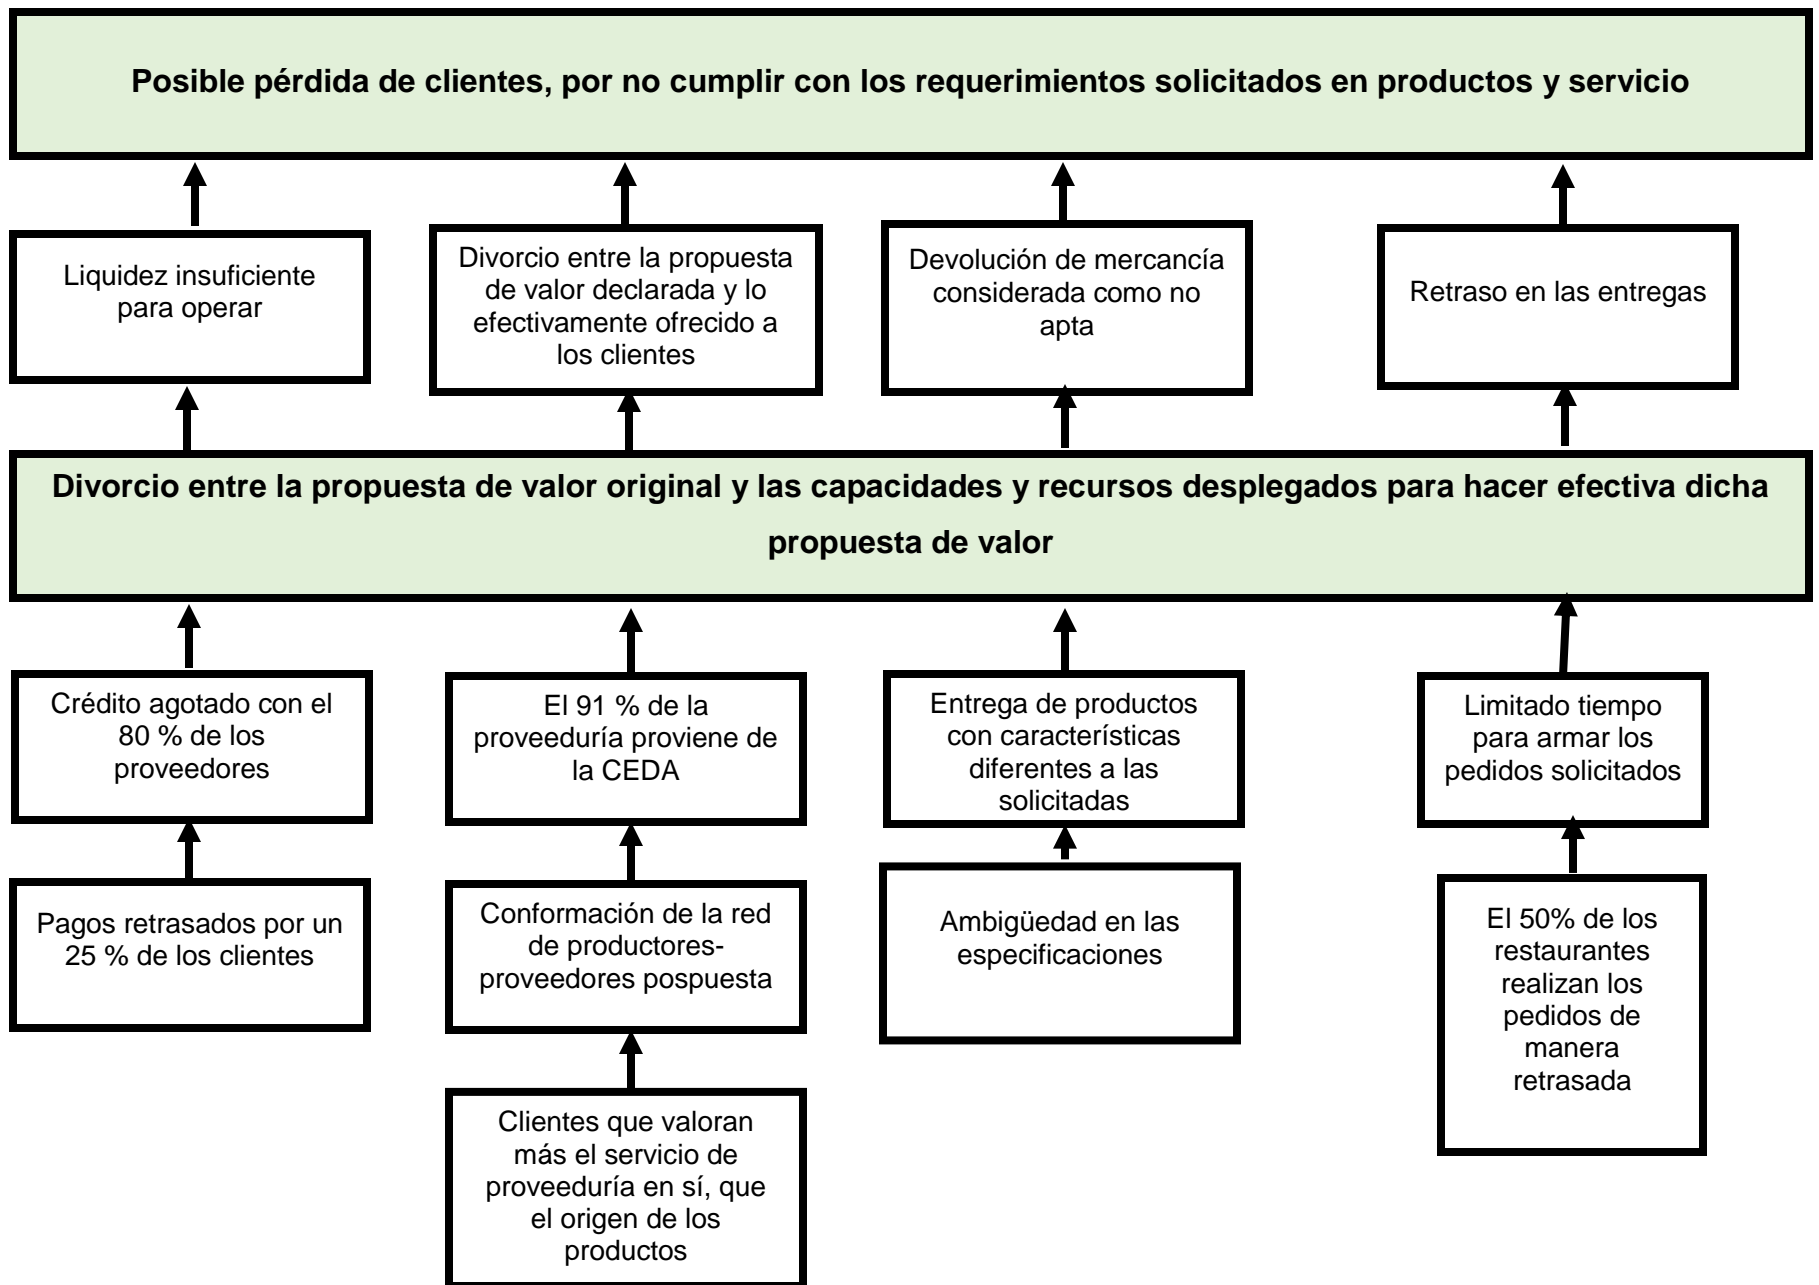 Posible pérdida de clientes, por no cumplir con los requerimientos solicitados en productos y servicio
Liquidez insuficiente
para operar
Divorcio entre la propuesta
de valor declarada y lo
efectivamente ofrecido a
los clientes
Devolución de mercancía
considerada como no
apta
Retraso en las entregas
Divorcio entre la propuesta de valor original y las capacidades y recursos desplegados para hacer efectiva dicha
propuesta de valor
Crédito agotado con el
80 % de los
proveedores
El 91 % de la
proveeduría proviene de
la CEDA
Entrega de productos
con características
diferentes a las
solicitadas
Limitado tiempo
para armar los
pedidos solicitados
Pagos retrasados por un
25 % de los clientes
Conformación de la red
de productores-
proveedores pospuesta
Ambigüedad en las
especificaciones
El 50% de los
restaurantes
realizan los
pedidos de
manera
retrasada
Clientes que valoran
más el servicio de
proveeduría en sí, que
el origen de los
productos